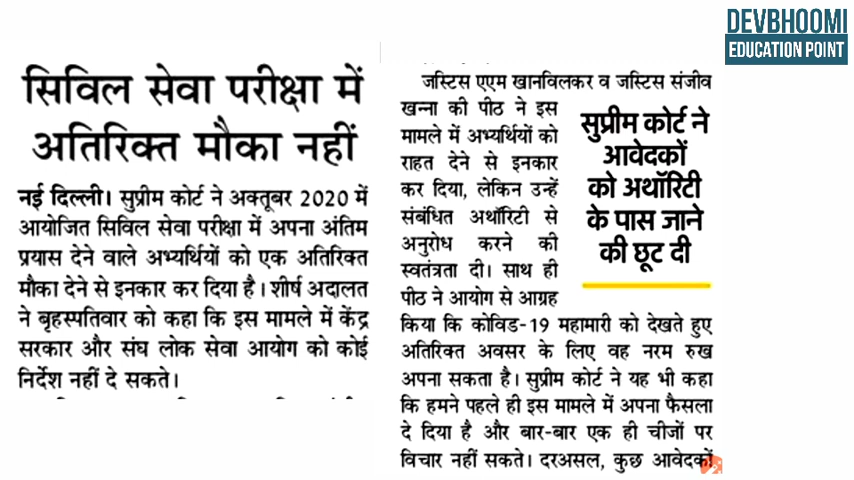 DEVBHOOMI
EDUCATION POINT
सिविल सेवा परीक्षा में
अतिरिक्त मौका नहीं
नई दिल्ली। सुप्रीम कोर्ट ने अक्तूबर 2020 में
आयोजित सिविल सेवा परीक्षा में अपना अंतिम
प्रयास देने वाले अभ्यर्थियों को एक अतिरिक्त
मौका देने से इनकार कर दिया है। शीर्ष अदालत
ने बृहस्पतिवार को कहा कि इस मामले में केंद्र
सरकार और संघ लोक सेवा आयोग को कोई
निर्देश नहीं दे सकते।
जस्टिस एएम खानविलकर व जस्टिस संजीव
खन्ना की पीठ ने इस
मामले में अभ्यर्थियों को
राहत देने से इनकार
कर दिया, लेकिन उन्हें
संबंधित अथॉरिटी से
अनुरोध करने की
स्वतंत्रता दी। साथ ही
पीठ ने आयोग से आग्रह
सुप्रीम कोर्ट ने
आवेदकों
को अथॉरिटी
के पास जाने
की छूट दी
किया कि कोविड-19 महामारी को देखते हुए
अतिरिक्त अवसर के लिए वह नरम रुख
अपना सकता है। सुप्रीम कोर्ट ने यह भी कहा
कि हमने पहले ही इस मामले में अपना फैसला
दे दिया है और बार-बार एक ही चीजों पर
विचार नहीं सकते। दरअसल, कुछ आवेदकों